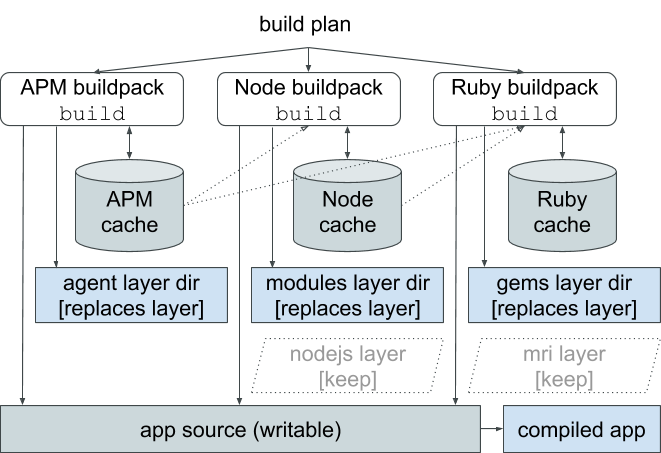 build plan
APM buildpack
build
Node buildpack
build
Ruby buildpack
build
APM
cache
Node
cache
Ruby
cache
agent layer dir
[replaces layer]
modules layer dir
[replaces layer]
gems layer dir
[replaces layer]
nodejs layer
[keep]
mri layer
[keep]
app source (writable)
compiled app